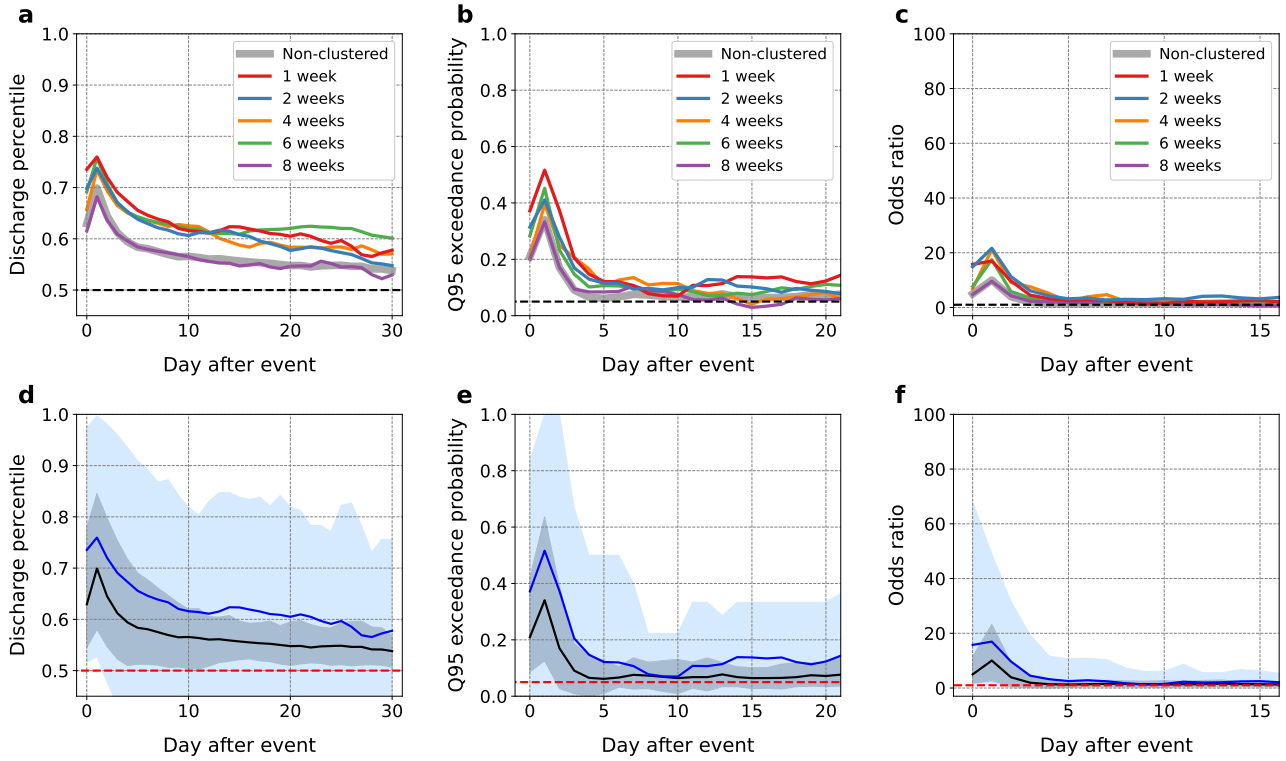 a
Discharge percentile
1.0
0.9
0.8
0.7
0.6
0.5
0
10
20
30
Day after event
Non-clustered
1 week
2 weeks
4 weeks
6 weeks
8 weeks
b
Q95 exceedance probability
1.0
0.8
0.6
0.4
0.2
0.0
0
5
10
15
20
Day after event
Non-clustered
1 week
2 weeks
4 weeks
6 weeks
8 weeks
c
Odds ratio
100
80
60
40
20
0
0
5
10
15
Day after event
Non-clustered
1 week
2 weeks
4 weeks
6 weeks
8 weeks
d
Discharge percentile
1.0
0.9
0.8
0.7
0.6
0.5
0
10
20
30
Day after event
e
Q95 exceedance probability
1.0
0.8
0.6
0.4
0.2
0.0
0
5
10
15
20
Day after event
f
Odds ratio
100
80
60
40
20
0
0
5
10
15
Day after event